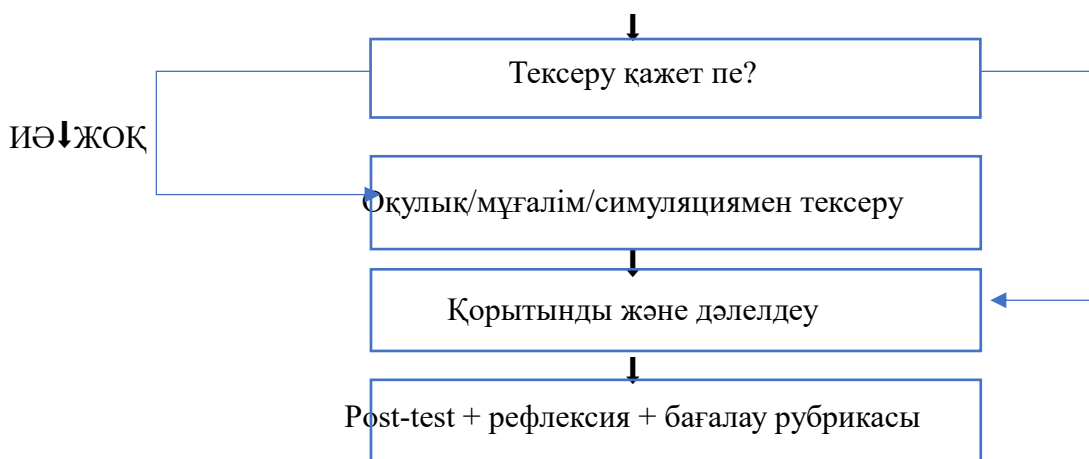 Тексеру қажет пе?
ИӘ⬇ЖОҚ
Оқулық/мұғалім/симуляциямен тексеру
Қорытынды және дәлелдеу
Post-test + рефлексия + бағалау рубрикасы